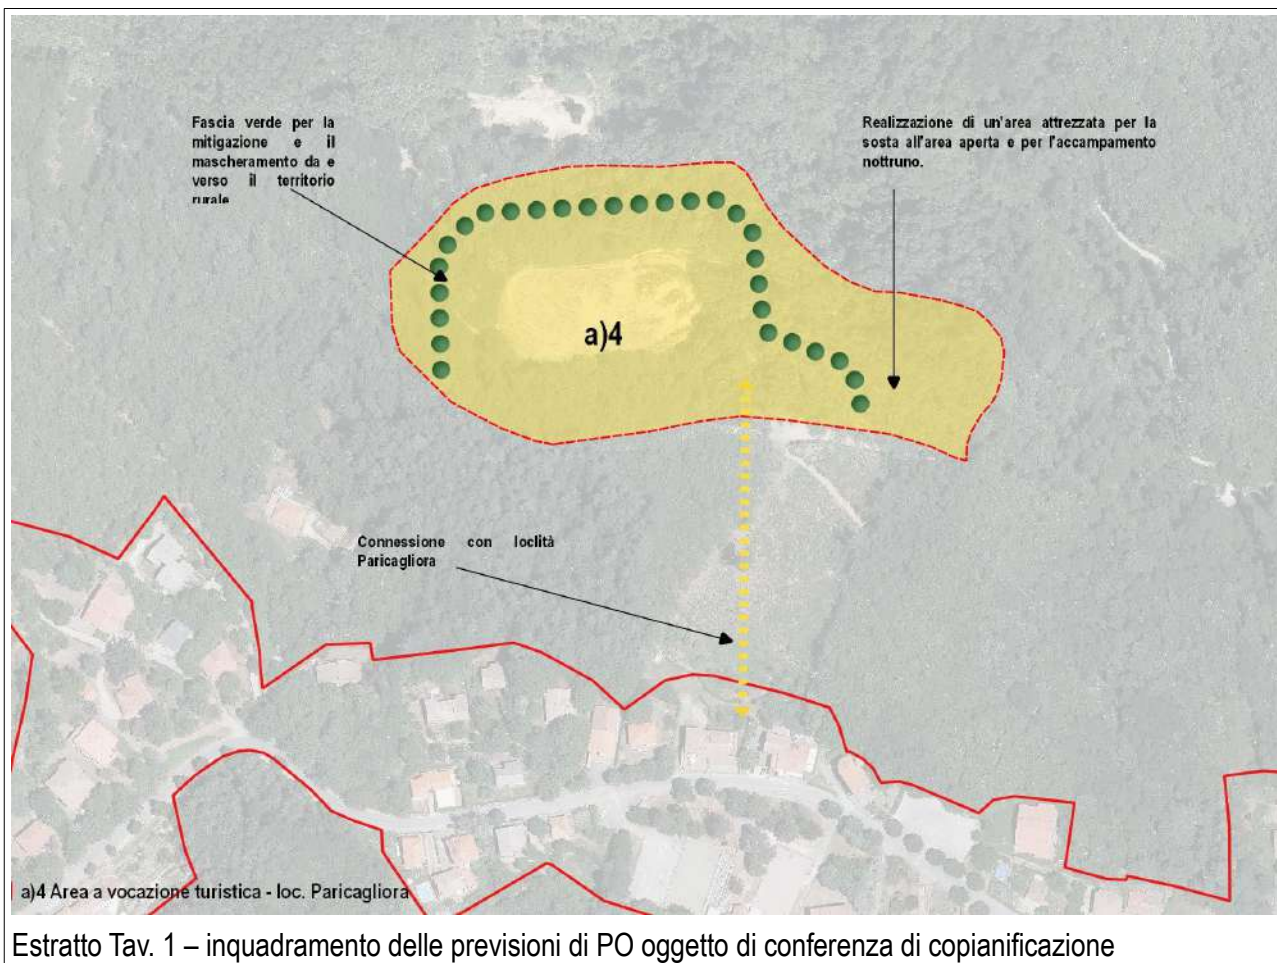 Fascia verde per la
mitigazione e il
mascheramento da e
verso il territorio
rurale
Realizzazione di un'area attrezzata per la
sosta all'area aperta e per l'accampamento
nottruno.
a)4
Connessione con loclità
Paricagliora
a)4 Area a vocazione turistica - loc. Paricagliora
Estratto Tav. 1 – inquadramento delle previsioni di PO oggetto di conferenza di copianificazione